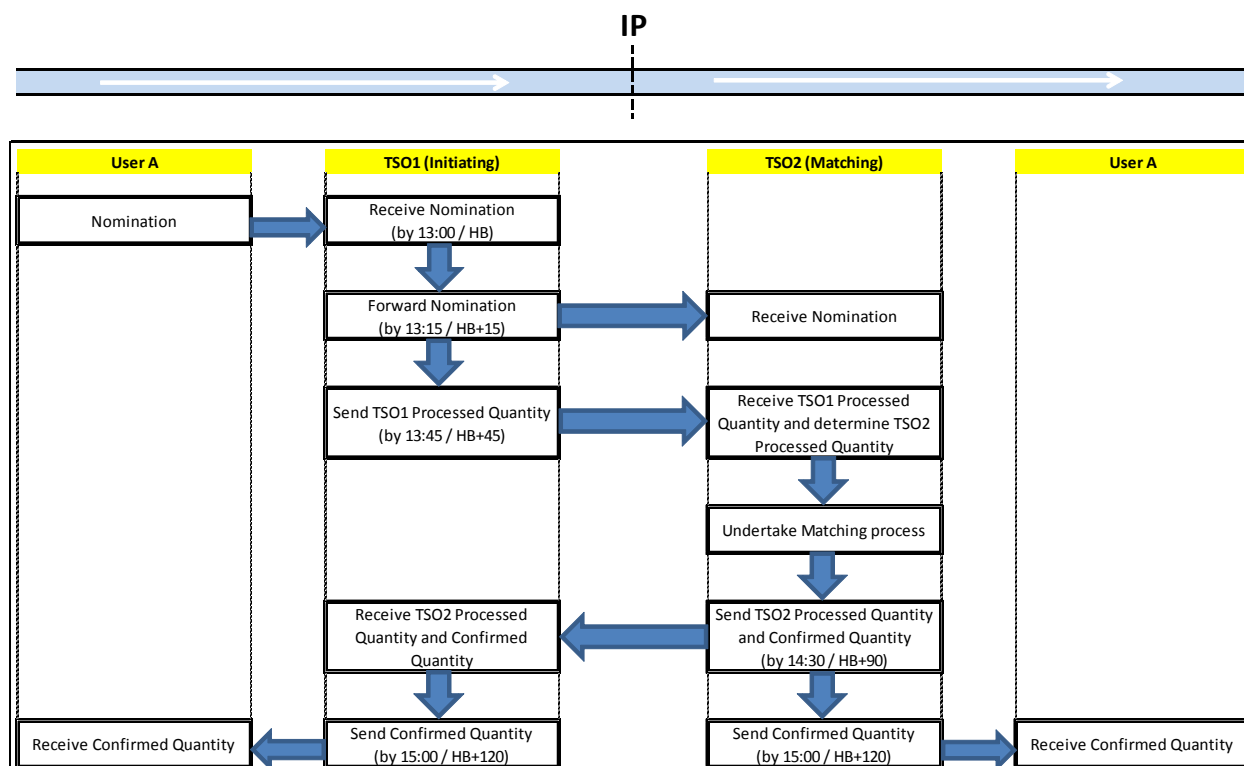 IP
User A
TSO1 (Initiating)
TSO2 (Matching)
User A
Nomination
Receive Nomination
(by 13:00 / HB)
Forward Nomination
(by 13:15 / HB+15)
Receive Nomination
Send TSO1 Processed Quantity
(by 13:45 / HB+45)
Receive TSO1 Processed
Quantity and determine TSO2
Processed Quantity
Undertake Matching process
Receive TSO2 Processed
Quantity and Confirmed
Quantity
Send TSO2 Processed Quantity
and Confirmed Quantity
(by 14:30 / HB+90)
Receive Confirmed Quantity
Send Confirmed Quantity
(by 15:00 / HB+120)
Send Confirmed Quantity
(by 15:00 / HB+120)
Receive Confirmed Quantity